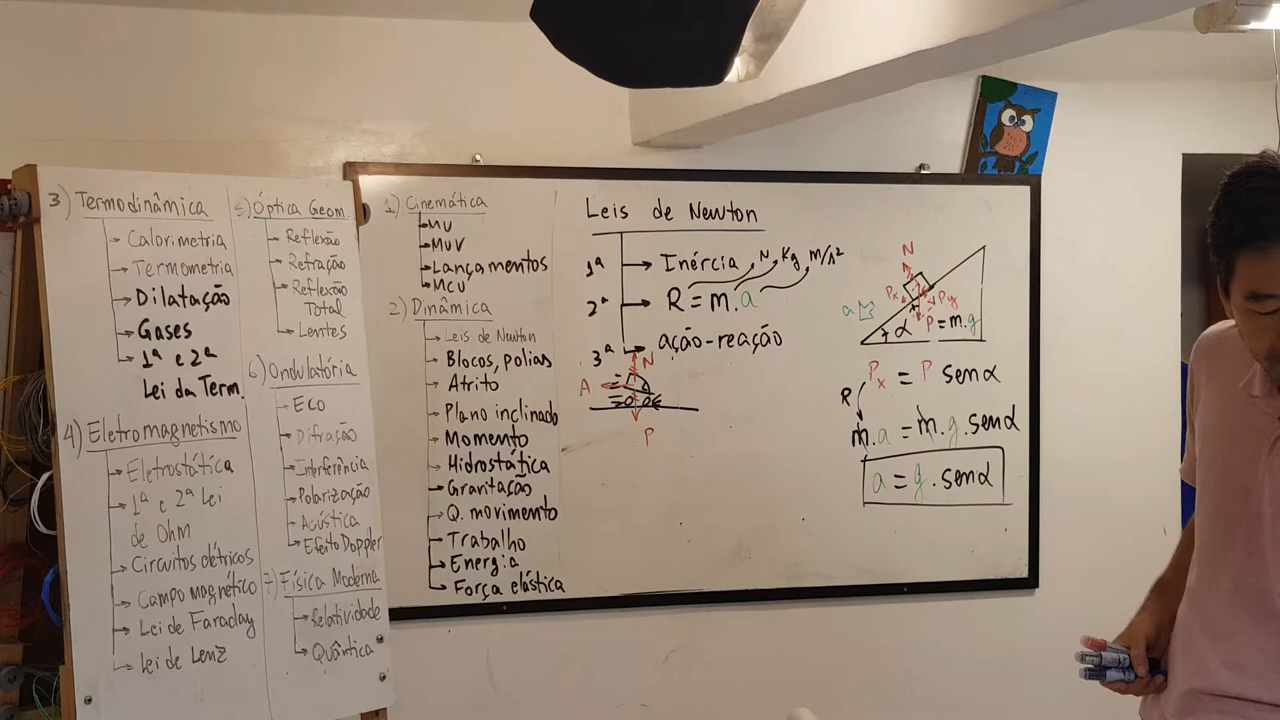 3) Termodinâmica
Calorimetria
Termometria
Dilatação
Gases
1ª e 2ª
Lei da Term.
4) Eletromagnetismo
Eletrostática
1ª e 2ª Lei
de Ohm
Circuitos elétricos
Campo magnético
Lei de Faraday
Lei de Lenz
5) Óptica Geom.
Reflexão
Refração
Reflexão
Total
Lentes
6) Ondulatória
Eco
Difração
Interferência
Polarização
Acústica
Efeito Doppler
7) Física Moderna
Relatividade
Quântica
1) Cinemática
MU
MUV
Lançamentos
MCU
2) Dinâmica
Leis de Newton
Blocos, polias
Atrito
Plano inclinado
Momento
Hidrostática
Gravitação
Q. movimento
Trabalho
Energia
Força elástica
Leis de Newton
1ª Inércia N Kg m/s²
2ª R = m.a
3ª ação-reação
N
A
P
N
Px Py
a
α P = m.g
Px = P senα
R
m.a = m.g.senα
a = g.senα